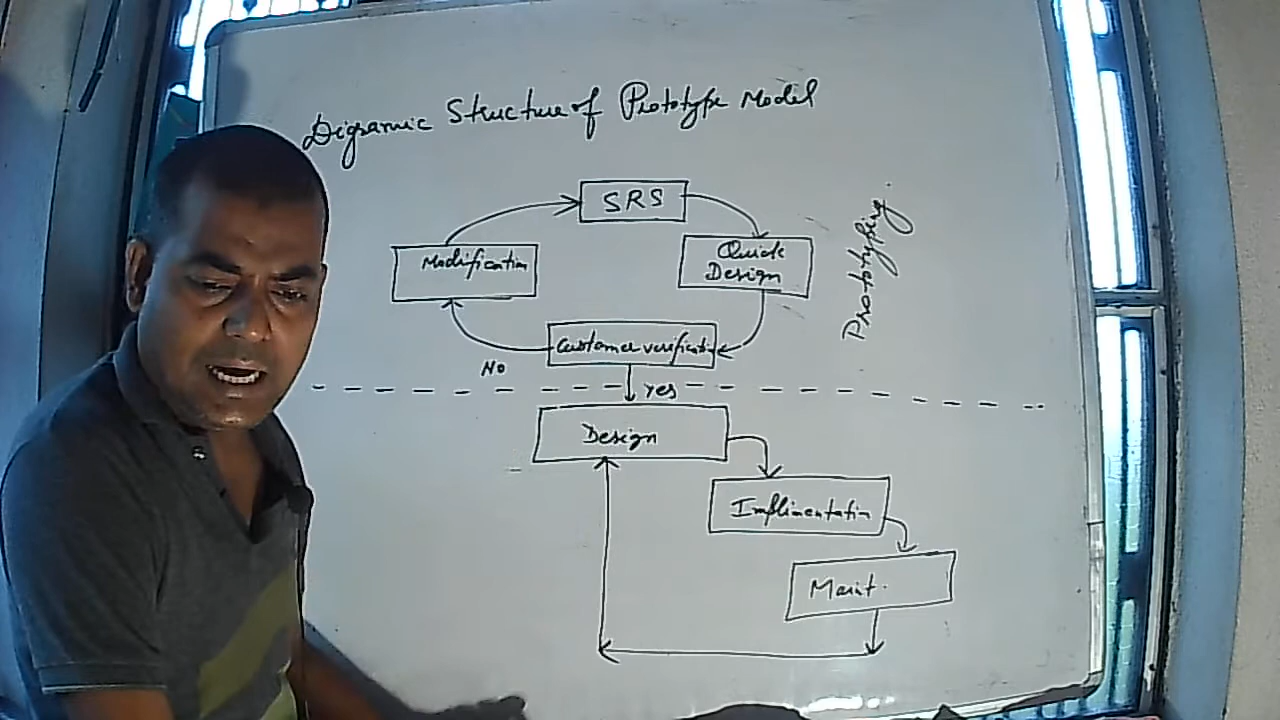 Digramic Structure of Prototype Model
SRS
Modification
Quick
Design
Prototyping.
Customer verification
No
Yes
Design
Implimentation
Maint.